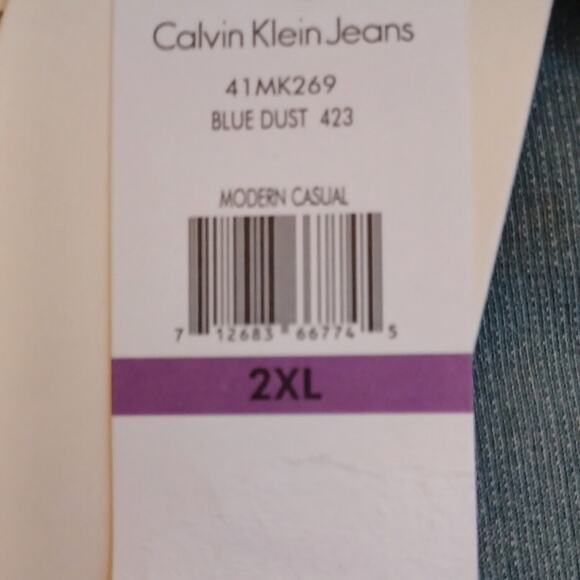 Calvin Klein Jeans
41MK269
BLUE DUST 423
MODERN CASUAL
7 12683 66774 5
2XL